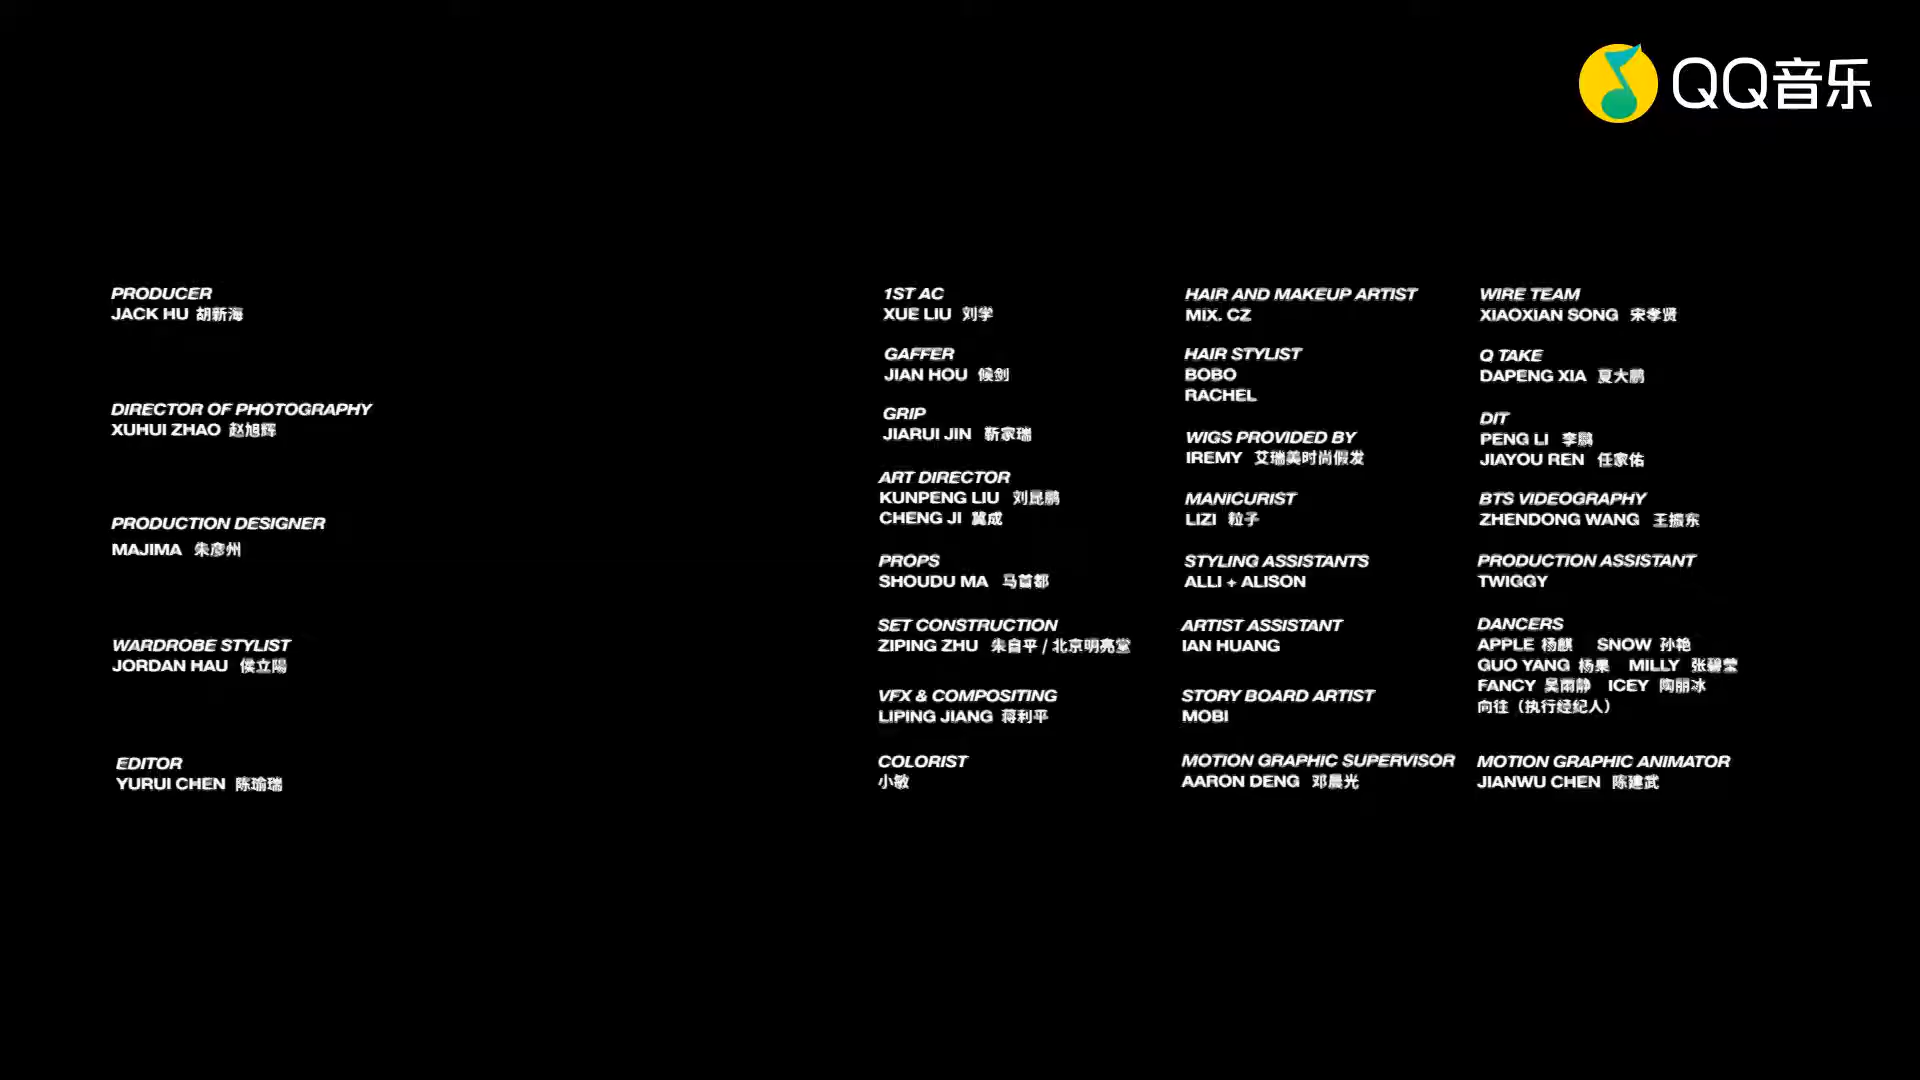 QQ音乐
PRODUCER
JACK HU 胡新海
DIRECTOR OF PHOTOGRAPHY
XUHUI ZHAO 赵旭辉
PRODUCTION DESIGNER
MAJIMA 朱彦州
WARDROBE STYLIST
JORDAN HAU 侯立陽
EDITOR
YURUI CHEN 陈瑜瑞
1ST AC
XUE LIU 刘学
GAFFER
JIAN HOU 候剑
GRIP
JIARUI JIN 靳家瑞
ART DIRECTOR
KUNPENG LIU 刘昆鹏
CHENG JI 冀成
PROPS
SHOUDU MA 马首都
SET CONSTRUCTION
ZIPING ZHU 朱自平 / 北京明亮堂
VFX & COMPOSITING
LIPING JIANG 蒋利平
COLORIST
小敏
HAIR AND MAKEUP ARTIST
MIX. CZ
HAIR STYLIST
BOBO
RACHEL
WIGS PROVIDED BY
IREMY 艾瑞美时尚假发
MANICURIST
LIZI 粒子
STYLING ASSISTANTS
ALLI + ALISON
ARTIST ASSISTANT
IAN HUANG
STORY BOARD ARTIST
MOBI
MOTION GRAPHIC SUPERVISOR
AARON DENG 邓晨光
WIRE TEAM
XIAOXIAN SONG 宋孝贤
Q TAKE
DAPENG XIA 夏大鹏
DIT
PENG LI 李鹏
JIAYOU REN 任家佑
BTS VIDEOGRAPHY
ZHENDONG WANG 王振东
PRODUCTION ASSISTANT
TWIGGY
DANCERS
APPLE 杨麒 SNOW 孙艳
GUO YANG 杨果 MILLY 张碧莹
FANCY 吴雨静 ICEY 陶丽冰
向往（执行经纪人）
MOTION GRAPHIC ANIMATOR
JIANWU CHEN 陈建武